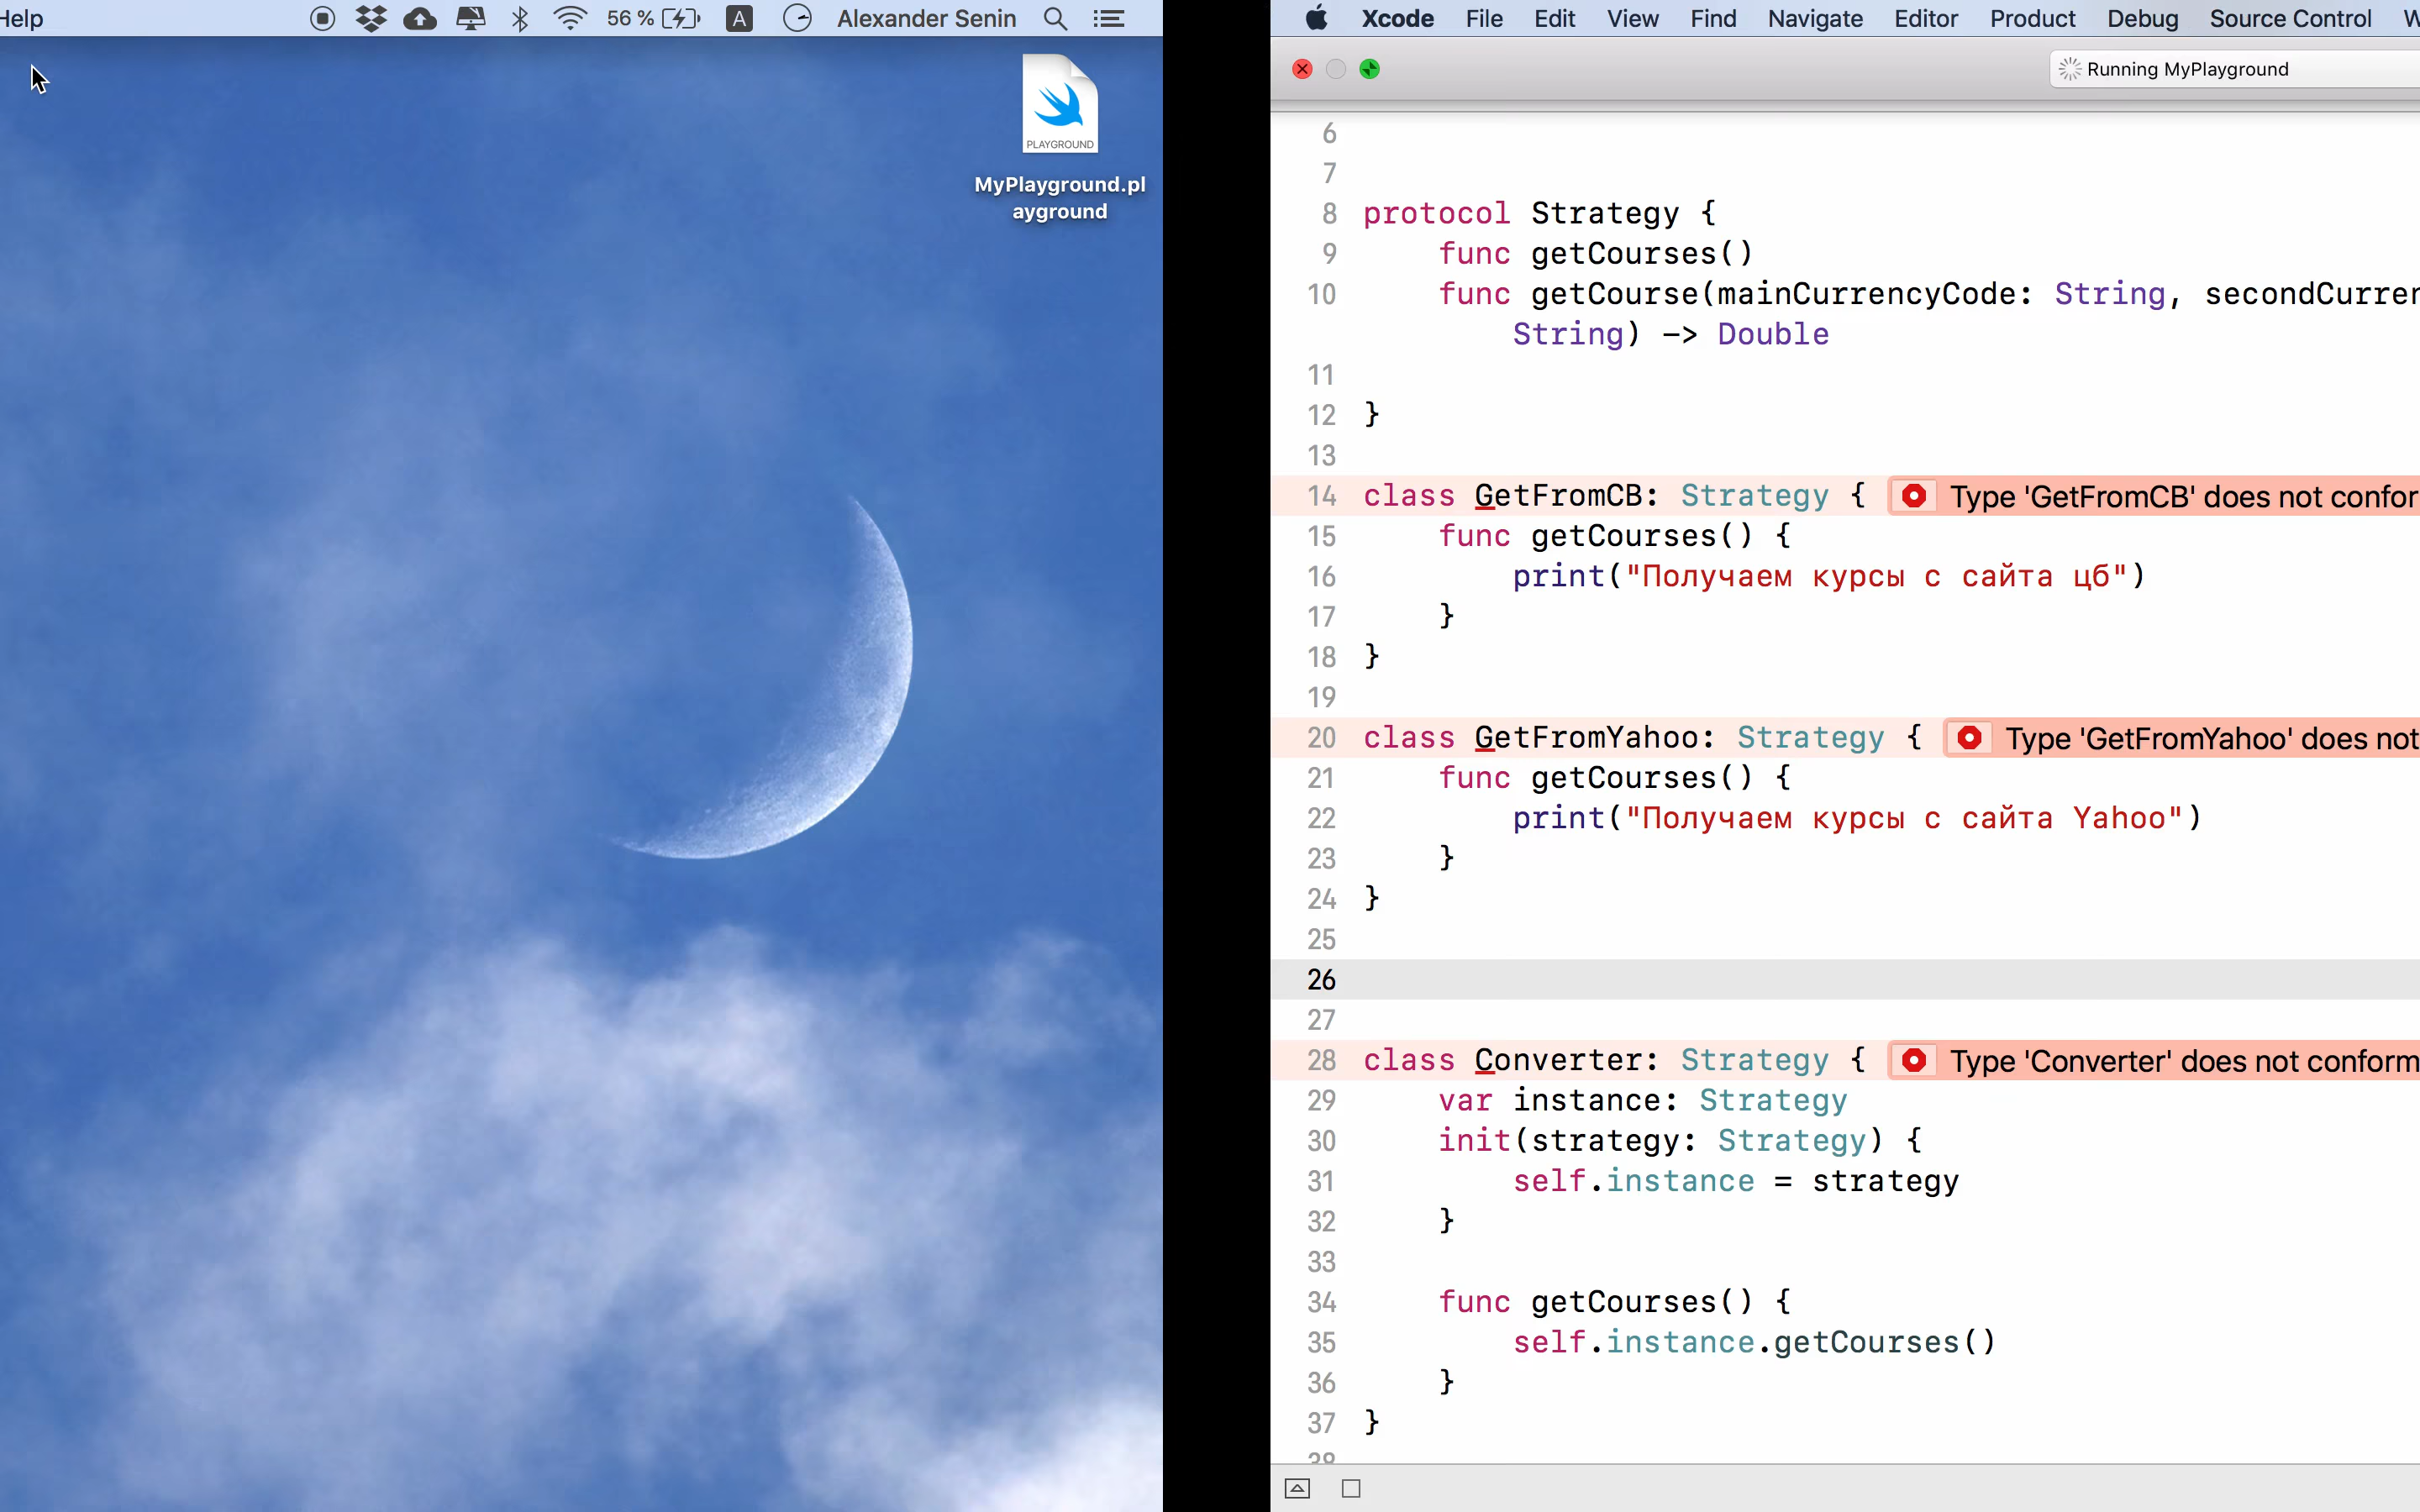 Help
56 %
A
Alexander Senin
PLAYGROUND
MyPlayground.pl
ayground
Xcode File Edit View Find Navigate Editor Product Debug Source Control
Running MyPlayground
6
7
8 protocol Strategy {
9 func getCourses()
10 func getCourse(mainCurrencyCode: String, secondCurren
String) -> Double
11
12 }
13
14 class GetFromCB: Strategy { Type 'GetFromCB' does not confor
15 func getCourses() {
16 print("Получаем курсы с сайта цб")
17 }
18 }
19
20 class GetFromYahoo: Strategy { Type 'GetFromYahoo' does not
21 func getCourses() {
22 print("Получаем курсы с сайта Yahoo")
23 }
24 }
25
26
27
28 class Converter: Strategy { Type 'Converter' does not conform
29 var instance: Strategy
30 init(strategy: Strategy) {
31 self.instance = strategy
32 }
33
34 func getCourses() {
35 self.instance.getCourses()
36 }
37 }
38